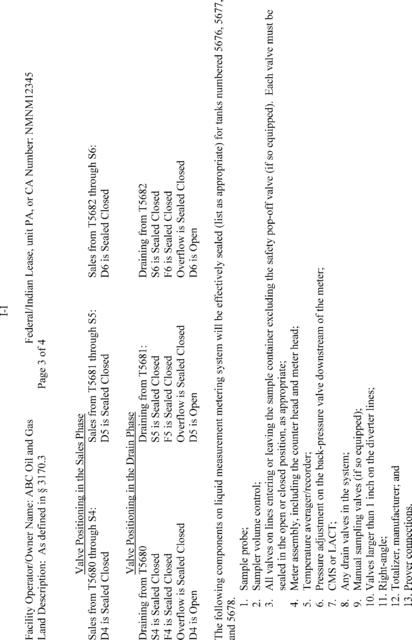 I-I
Facility Operator/Owner Name: ABC Oil and Gas Federal/Indian Lease, unit PA, or CA Number: NMNM12345
Land Description: As defined in § 3170.3 Page 3 of 4
Valve Positioning in the Sales Phase
Sales from T5680 through S4: Sales from T5681 through S5: Sales from T5682 through S6:
D4 is Sealed Closed D5 is Sealed Closed D6 is Sealed Closed
Valve Positioning in the Drain Phase
Draining from T5680 Draining from T5681: Draining from T5682
S4 is Sealed Closed S5 is Sealed Closed S6 is Sealed Closed
F4 is Sealed Closed F5 is Sealed Closed F6 is Sealed Closed
Overflow is Sealed Closed Overflow is Sealed Closed Overflow is Sealed Closed
D4 is Open D5 is Open D6 is Open
The following components on liquid measurement metering system will be effectively sealed (list as appropriate) for tanks numbered 5676, 5677,
and 5678.
1. Sample probe;
2. Sampler volume control;
3. All valves on lines entering or leaving the sample container excluding the safety pop-off valve (if so equipped). Each valve must be
sealed in the open or closed position, as appropriate;
4. Meter assembly, including the counter head and meter head;
5. Temperature averager/recorder;
6. Pressure adjustment on the back-pressure valve downstream of the meter;
7. CMS or LACT;
8. Any drain valves in the system;
9. Manual sampling valves (if so equipped);
10. Valves larger than 1 inch on the diverter lines;
11. Right-angle;
12. Totalizer, manufacturer; and
13. Prover connections.